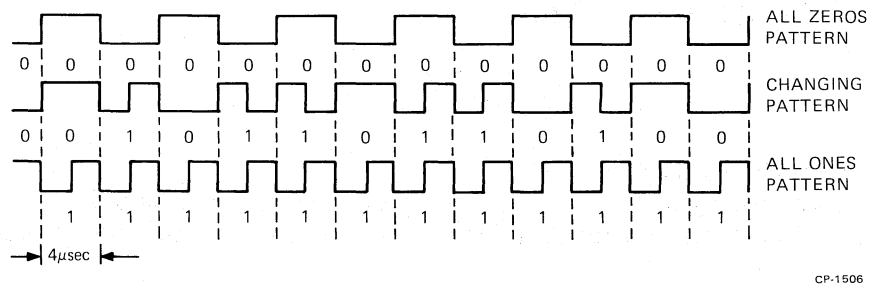 ALL ZEROS
PATTERN
0 0 0 0 0 0 0 0 0 0 0 0 0
CHANGING
PATTERN
0 0 1 0 1 1 0 1 1 0 1 0 0
ALL ONES
PATTERN
1 1 1 1 1 1 1 1 1 1 1 1
4μsec
CP-1506